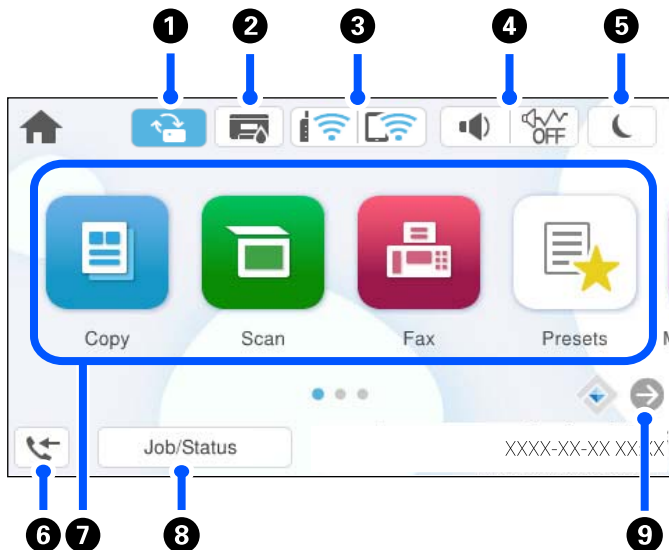 1 2 3 4 5
OFF
Copy Scan Fax Presets
Job/Status XXXX-XX-XX XX:XX
6 7 8 9